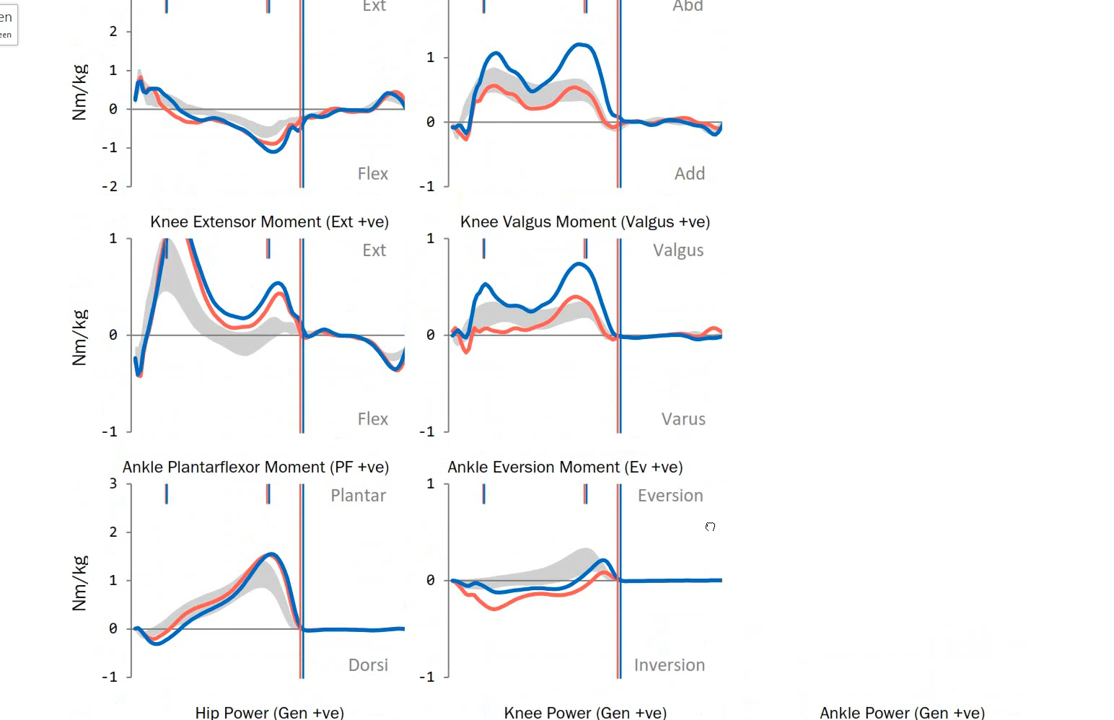 en
een
Ext
Abd
2
1
0
-1
-2
Nm/kg
Flex
1
0
-1
Add
Knee Extensor Moment (Ext +ve)
Knee Valgus Moment (Valgus +ve)
1
0
-1
Nm/kg
Ext
Flex
1
0
-1
Valgus
Varus
Ankle Plantarflexor Moment (PF +ve)
Ankle Eversion Moment (Ev +ve)
3
2
1
0
-1
Nm/kg
Plantar
Dorsi
1
0
-1
Eversion
Inversion
Hip Power (Gen +ve)
Knee Power (Gen +ve)
Ankle Power (Gen +ve)